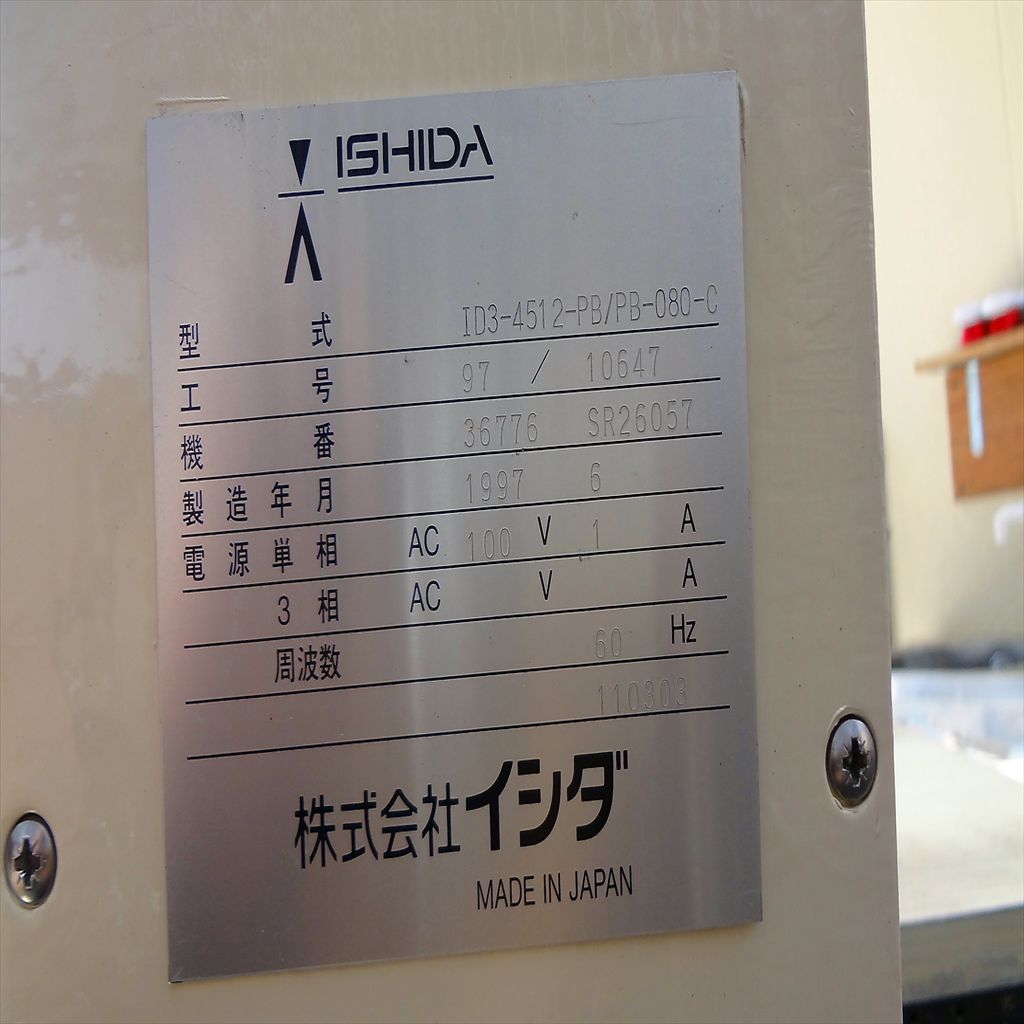 ISHIDA
型式 ID3-4512-PB/PB-080-C
工号 97 / 10647
機番 36776 SR26057
製造年月 1997 6
電源単相 AC 100 V 1 A
3相 AC V A
周波数 60 Hz
110303
株式会社イシダ
MADE IN JAPAN